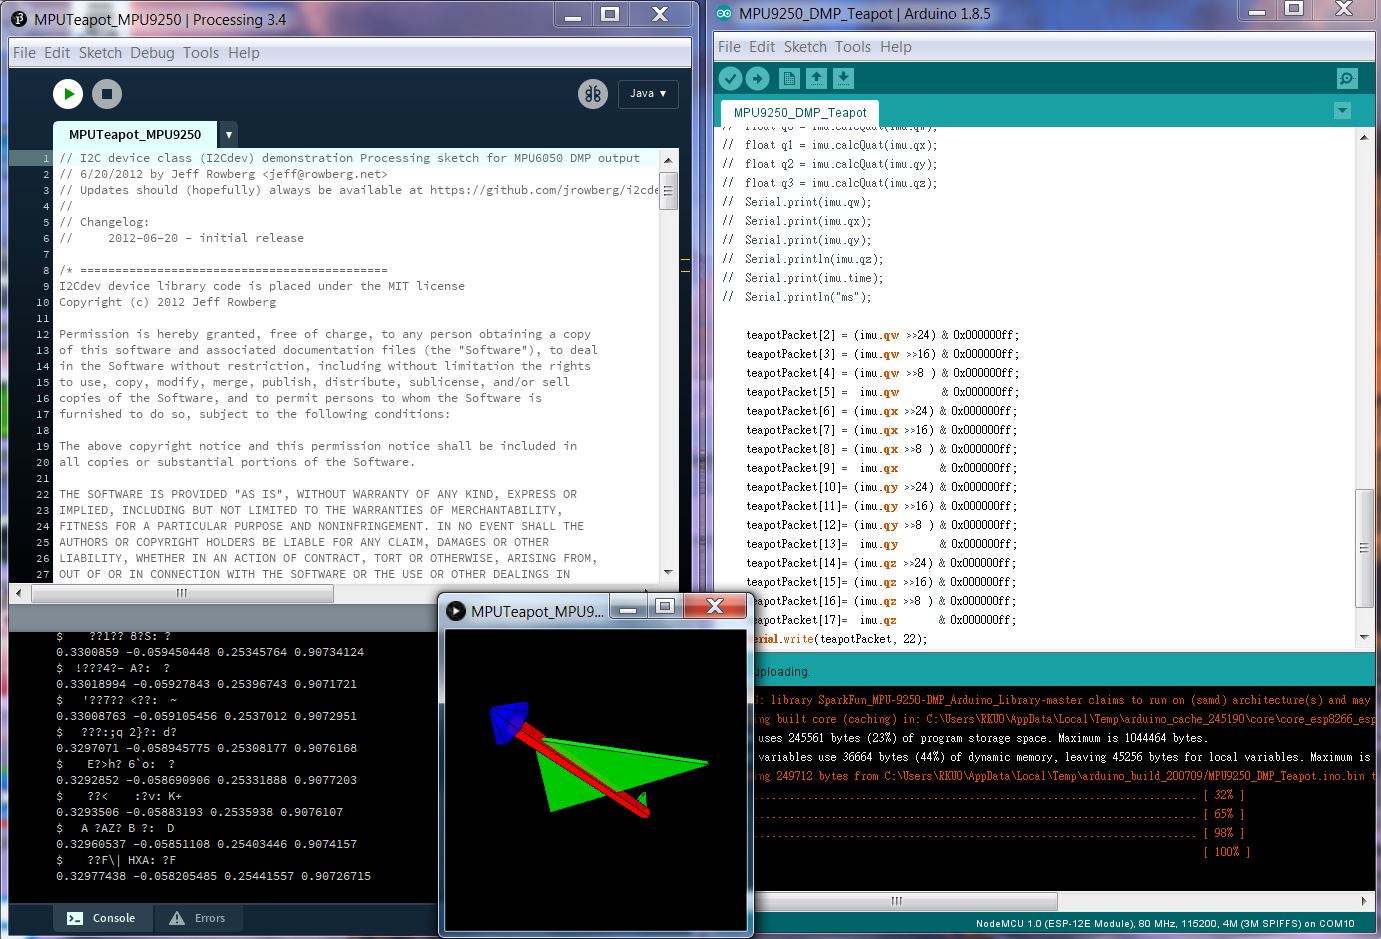 MPUTeapot_MPU9250 | Processing 3.4
File Edit Sketch Debug Tools Help
Java ▾
MPUTeapot_MPU9250 ▾
1 // I2C device class (I2Cdev) demonstration Processing sketch for MPU6050 DMP output
2 // 6/20/2012 by Jeff Rowberg <jeff@rowberg.net>
3 // Updates should (hopefully) always be available at https://github.com/jrowberg/i2cde
4 //
5 // Changelog:
6 //     2012-06-20 - initial release
7
8 /* ============================================
9 I2Cdev device library code is placed under the MIT license
10 Copyright (c) 2012 Jeff Rowberg
11
12 Permission is hereby granted, free of charge, to any person obtaining a copy
13 of this software and associated documentation files (the "Software"), to deal
14 in the Software without restriction, including without limitation the rights
15 to use, copy, modify, merge, publish, distribute, sublicense, and/or sell
16 copies of the Software, and to permit persons to whom the Software is
17 furnished to do so, subject to the following conditions:
18
19 The above copyright notice and this permission notice shall be included in
20 all copies or substantial portions of the Software.
21
22 THE SOFTWARE IS PROVIDED "AS IS", WITHOUT WARRANTY OF ANY KIND, EXPRESS OR
23 IMPLIED, INCLUDING BUT NOT LIMITED TO THE WARRANTIES OF MERCHANTABILITY,
24 FITNESS FOR A PARTICULAR PURPOSE AND NONINFRINGEMENT. IN NO EVENT SHALL THE
25 AUTHORS OR COPYRIGHT HOLDERS BE LIABLE FOR ANY CLAIM, DAMAGES OR OTHER
26 LIABILITY, WHETHER IN AN ACTION OF CONTRACT, TORT OR OTHERWISE, ARISING FROM,
27 OUT OF OR IN CONNECTION WITH THE SOFTWARE OR THE USE OR OTHER DEALINGS IN
$    ??l?? 8?S: ?
0.3300859 -0.059450448 0.25345764 0.90734124
$  !???4?- A?:  ?
0.33018994 -0.05927843 0.25396743 0.9071721
$   '??7?? <??:  ~
0.33008763 -0.059105456 0.2537012 0.9072951
$   ???:;q 2}?: d?
0.3297071 -0.058945775 0.25308177 0.9076168
$    E?>h? 6`o:  ?
0.3292852 -0.058690906 0.25331888 0.9077203
$    ??<    :?v: K+
0.3293506 -0.05883193 0.2535938 0.9076107
$   A ?AZ? B ?:  D
0.32960537 -0.05851108 0.25403446 0.9074157
$    ??F\| HXA: ?F
0.32977438 -0.058205485 0.25441557 0.90726715
Console Errors
MPUTeapot_MPU9...
MPU9250_DMP_Teapot | Arduino 1.8.5
File Edit Sketch Tools Help
MPU9250_DMP_Teapot
//  float q0 = imu.calcQuat(imu.qw);
//  float q1 = imu.calcQuat(imu.qx);
//  float q2 = imu.calcQuat(imu.qy);
//  float q3 = imu.calcQuat(imu.qz);
//  Serial.print(imu.qw);
//  Serial.print(imu.qx);
//  Serial.print(imu.qy);
//  Serial.println(imu.qz);
//  Serial.print(imu.time);
//  Serial.println("ms");
teapotPacket[2] = (imu.qw >>24) & 0x000000ff;
teapotPacket[3] = (imu.qw >>16) & 0x000000ff;
teapotPacket[4] = (imu.qw >>8 ) & 0x000000ff;
teapotPacket[5] =  imu.qw       & 0x000000ff;
teapotPacket[6] = (imu.qx >>24) & 0x000000ff;
teapotPacket[7] = (imu.qx >>16) & 0x000000ff;
teapotPacket[8] = (imu.qx >>8 ) & 0x000000ff;
teapotPacket[9] =  imu.qx       & 0x000000ff;
teapotPacket[10]= (imu.qy >>24) & 0x000000ff;
teapotPacket[11]= (imu.qy >>16) & 0x000000ff;
teapotPacket[12]= (imu.qy >>8 ) & 0x000000ff;
teapotPacket[13]=  imu.qy       & 0x000000ff;
teapotPacket[14]= (imu.qz >>24) & 0x000000ff;
teapotPacket[15]= (imu.qz >>16) & 0x000000ff;
eapotPacket[16]= (imu.qz >>8 ) & 0x000000ff;
eapotPacket[17]=  imu.qz       & 0x000000ff;
erial.write(teapotPacket, 22);
uploading.
G: library SparkFun_MPU-9250-DMP_Arduino_Library-master claims to run on (samd) architecture(s) and may
ng built core (caching) in: C:\Users\RKUO\AppData\Local\Temp\arduino_cache_245190\core\core_esp8266_esp
uses 245561 bytes (23%) of program storage space. Maximum is 1044464 bytes.
variables use 36664 bytes (44%) of dynamic memory, leaving 45256 bytes for local variables. Maximum is
ng 249712 bytes from C:\Users\RKUO\AppData\Local\Temp\arduino_build_200709/MPU9250_DMP_Teapot.ino.bin t
................................................................ [ 32% ]
................................................................ [ 65% ]
................................................................ [ 98% ]
[ 100% ]
NodeMCU 1.0 (ESP-12E Module), 80 MHz, 115200, 4M (3M SPIFFS) on COM10